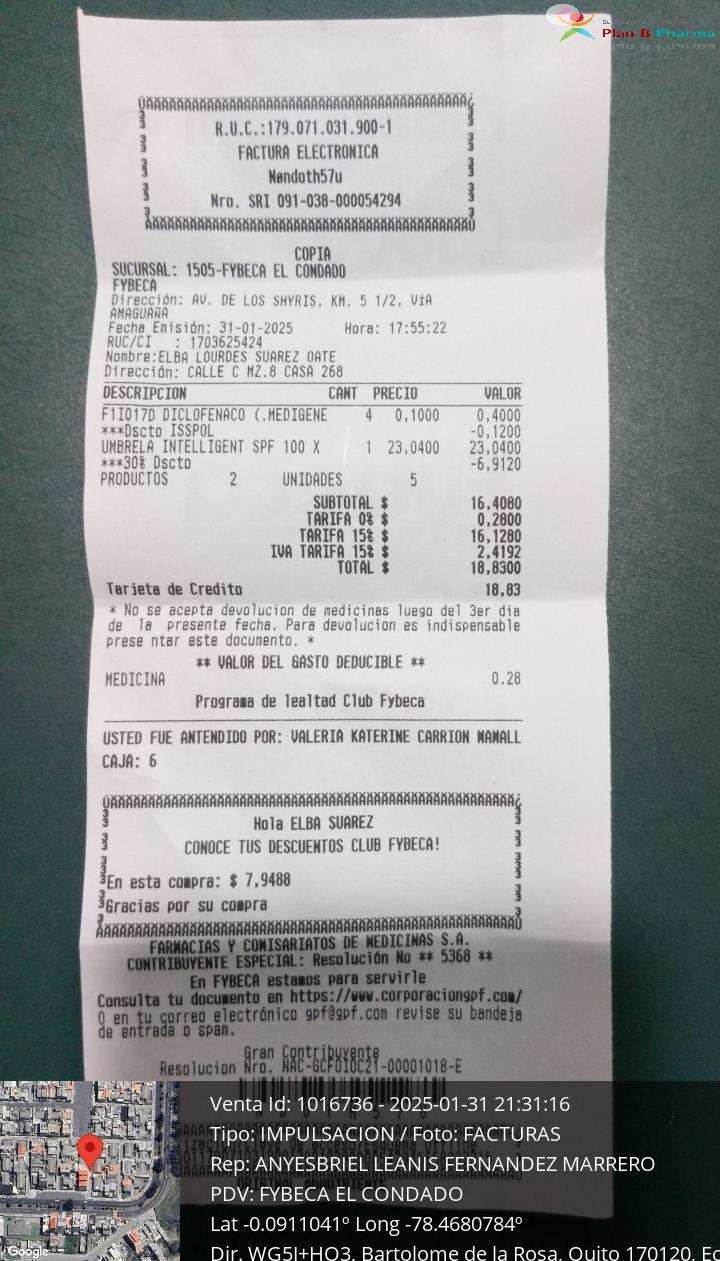 Plan B Pharma
R.U.C.:179.071.031.900-1
FACTURA ELECTRONICA
Nøndoth57u
Nro. SRI 091-038-000054294
COPIA
SUCURSAL: 1505-FYBECA EL CONDADO
FYBECA
Dirección: AV. DE LOS SHYRIS, KM. 5 1/2, VíA
AMAGUAñA
Fecha Emisión: 31-01-2025 Hora: 17:55:22
RUC/CI : 1703625424
Nombre:ELBA LOURDES SUAREZ OATE
Dirección: CALLE C MZ.8 CASA 268
DESCRIPCION CANT PRECIO VALOR
F1IO17D DICLOFENACO (.MEDIGENE 4 0,1000 0,4000
***Dscto ISSPOL -0,1200
UMBRELA INTELLIGENT SPF 100 X 1 23,0400 23,0400
***30% Dscto -6,9120
PRODUCTOS 2 UNIDADES 5
SUBTOTAL $ 16,4080
TARIFA 0% $ 0,2800
TARIFA 15% $ 16,1280
IVA TARIFA 15% $ 2,4192
TOTAL $ 18,8300
Tarjeta de Credito 18,83
* No se acepta devolucion de medicinas luego del 3er dia
de la presente fecha. Para devolucion es indispensable
prese ntar este documento. *
** VALOR DEL GASTO DEDUCIBLE **
MEDICINA 0.28
Programa de lealtad Club Fybeca
USTED FUE ANTENDIDO POR: VALERIA KATERINE CARRION MAMALL
CAJA: 6
Hola ELBA SUAREZ
CONOCE TUS DESCUENTOS CLUB FYBECA!
En esta compra: $ 7,9488
Gracias por su compra
FARMACIAS Y COMISARIATOS DE MEDICINAS S.A.
CONTRIBUYENTE ESPECIAL: Resolución No ** 5368 **
En FYBECA estamos para servirle
Consulta tu documento en https://www.corporaciongpf.com/
O en tu correo electrónico gpf@gpf.com revise su bandeja
de entrada o spam.
Gran Contribuyente
Resolucion Nro. NAC-GCFOIOC21-00001018-E
Venta Id: 1016736 - 2025-01-31 21:31:16
Tipo: IMPULSACION / Foto: FACTURAS
Rep: ANYESBRIEL LEANIS FERNANDEZ MARRERO
PDV: FYBECA EL CONDADO
Lat -0.0911041º Long -78.4680784º
Dir. WG5J+HQ3, Bartolome de la Rosa, Quito 170120, Ec
Google